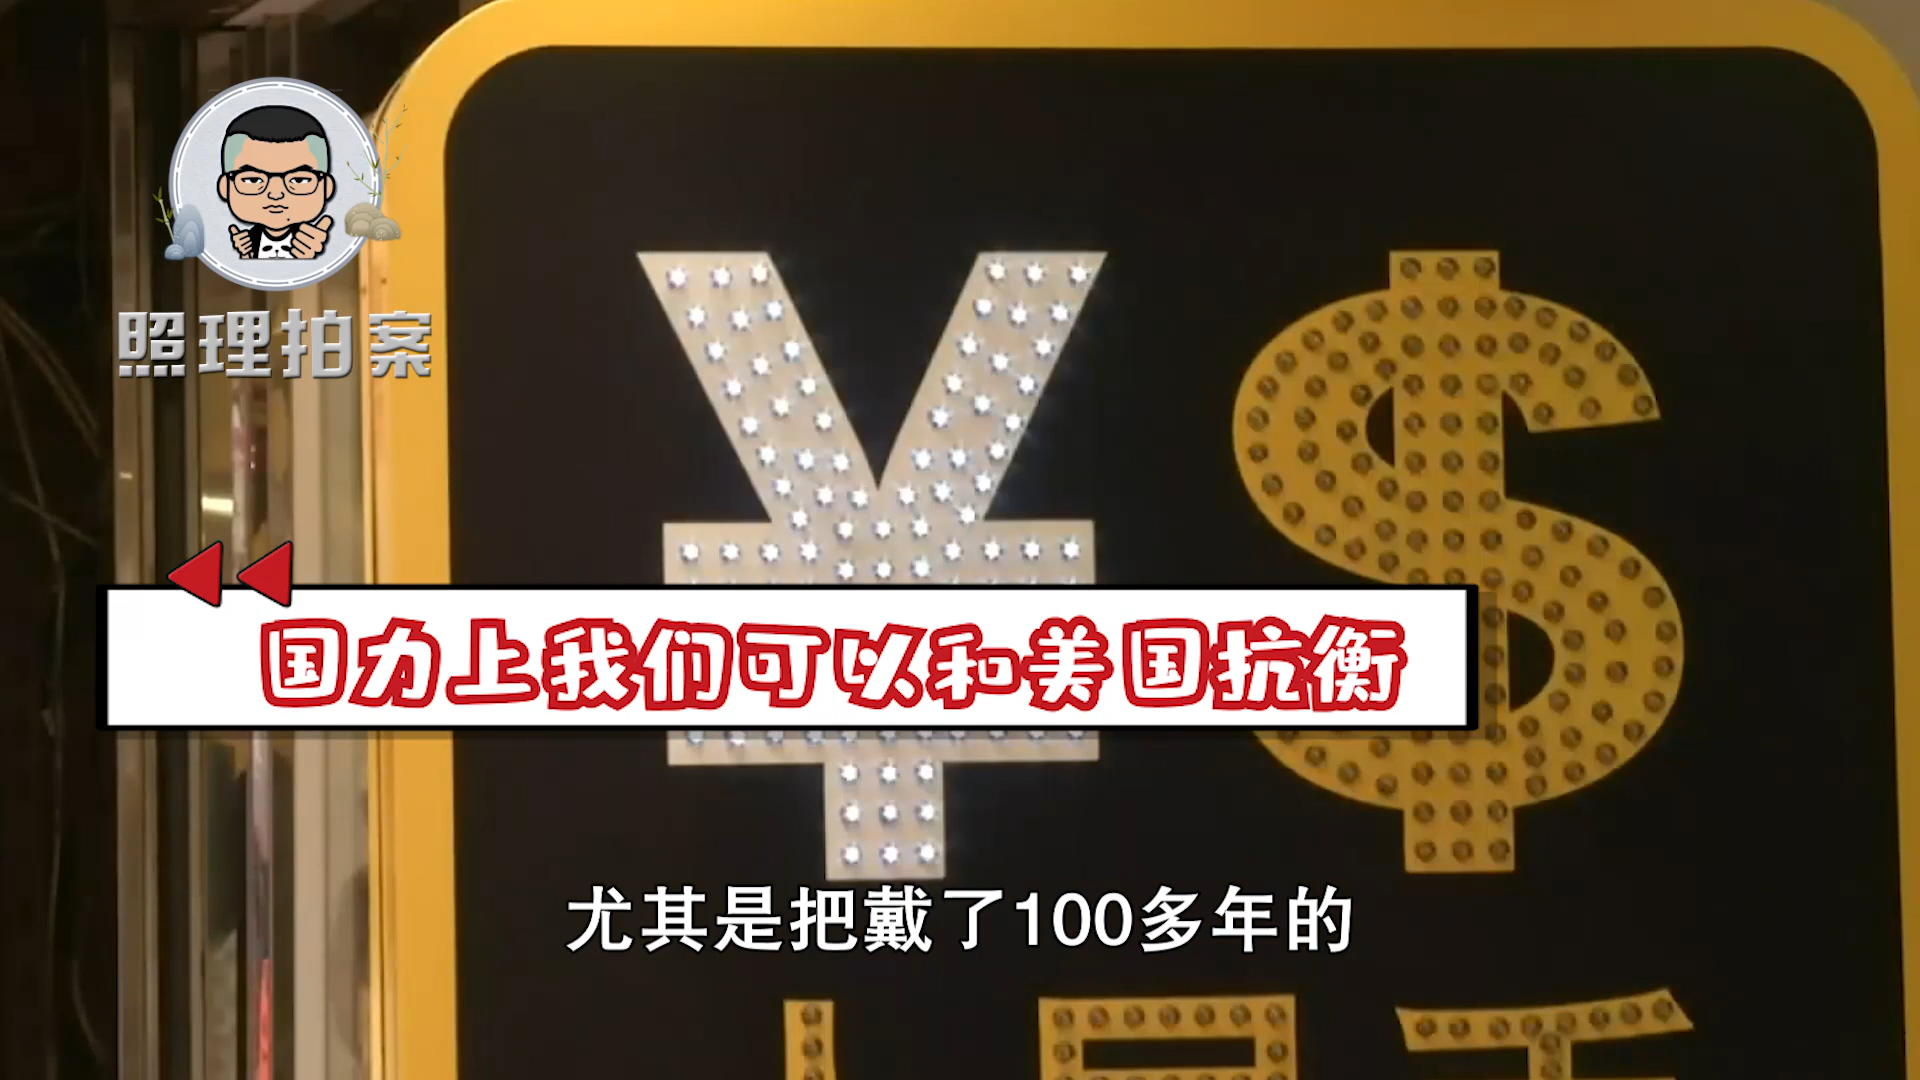 照理拍案
¥ $
国力上我们可以和美国抗衡
尤其是把戴了100多年的